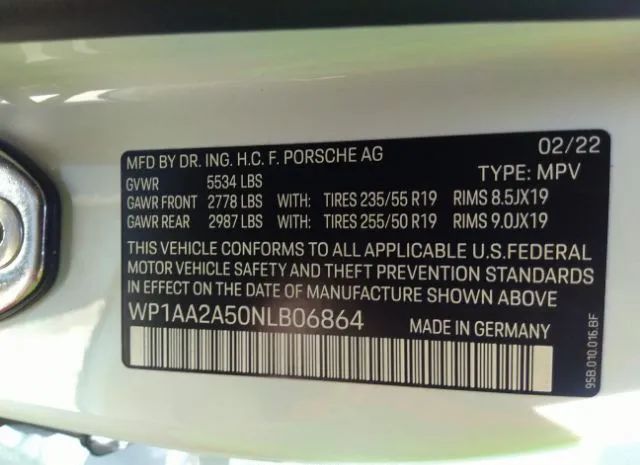 MFD BY DR. ING. H.C. F. PORSCHE AG 02/22
GVWR 5534 LBS TYPE: MPV
GAWR FRONT 2778 LBS WITH: TIRES 235/55 R19 RIMS 8.5JX19
GAWR REAR 2987 LBS WITH: TIRES 255/50 R19 RIMS 9.0JX19
THIS VEHICLE CONFORMS TO ALL APPLICABLE U.S.FEDERAL
MOTOR VEHICLE SAFETY AND THEFT PREVENTION STANDARDS
IN EFFECT ON THE DATE OF MANUFACTURE SHOWN ABOVE
WP1AA2A50NLB06864 MADE IN GERMANY
95B.010.016.BF